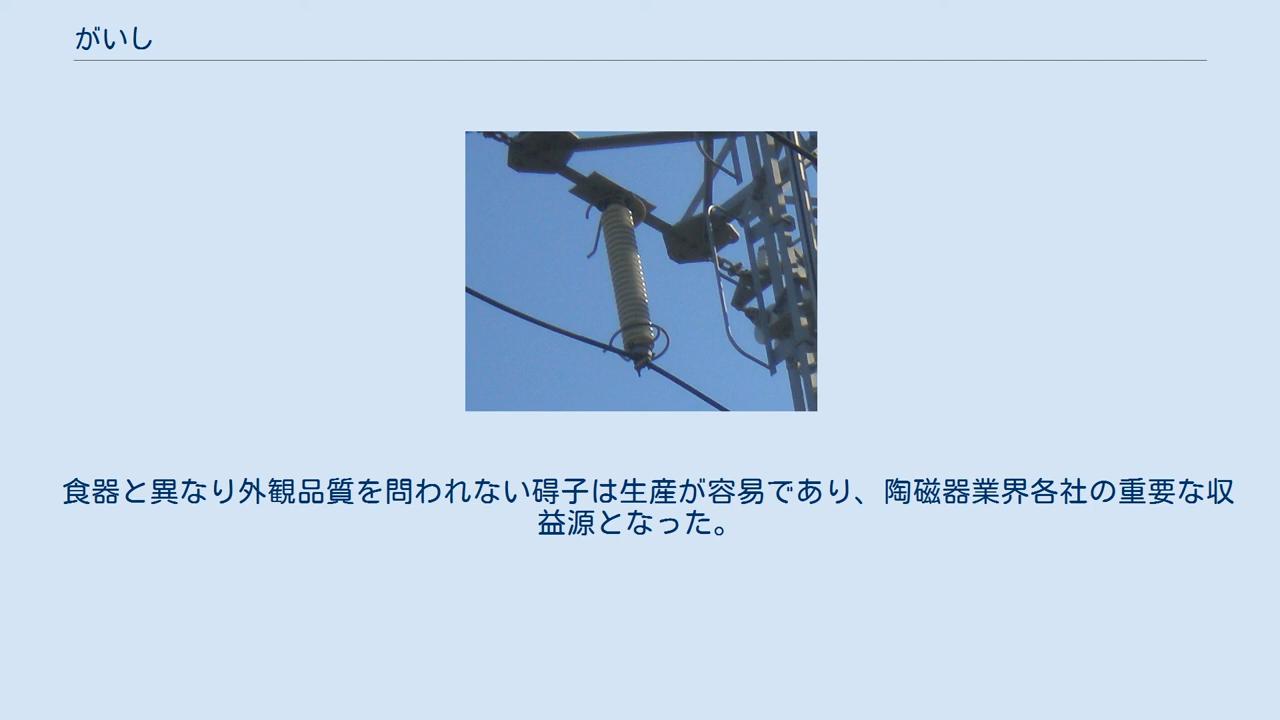 がいし
食器と異なり外観品質を問われない碍子は生産が容易であり、陶磁器業界各社の重要な収
益源となった。